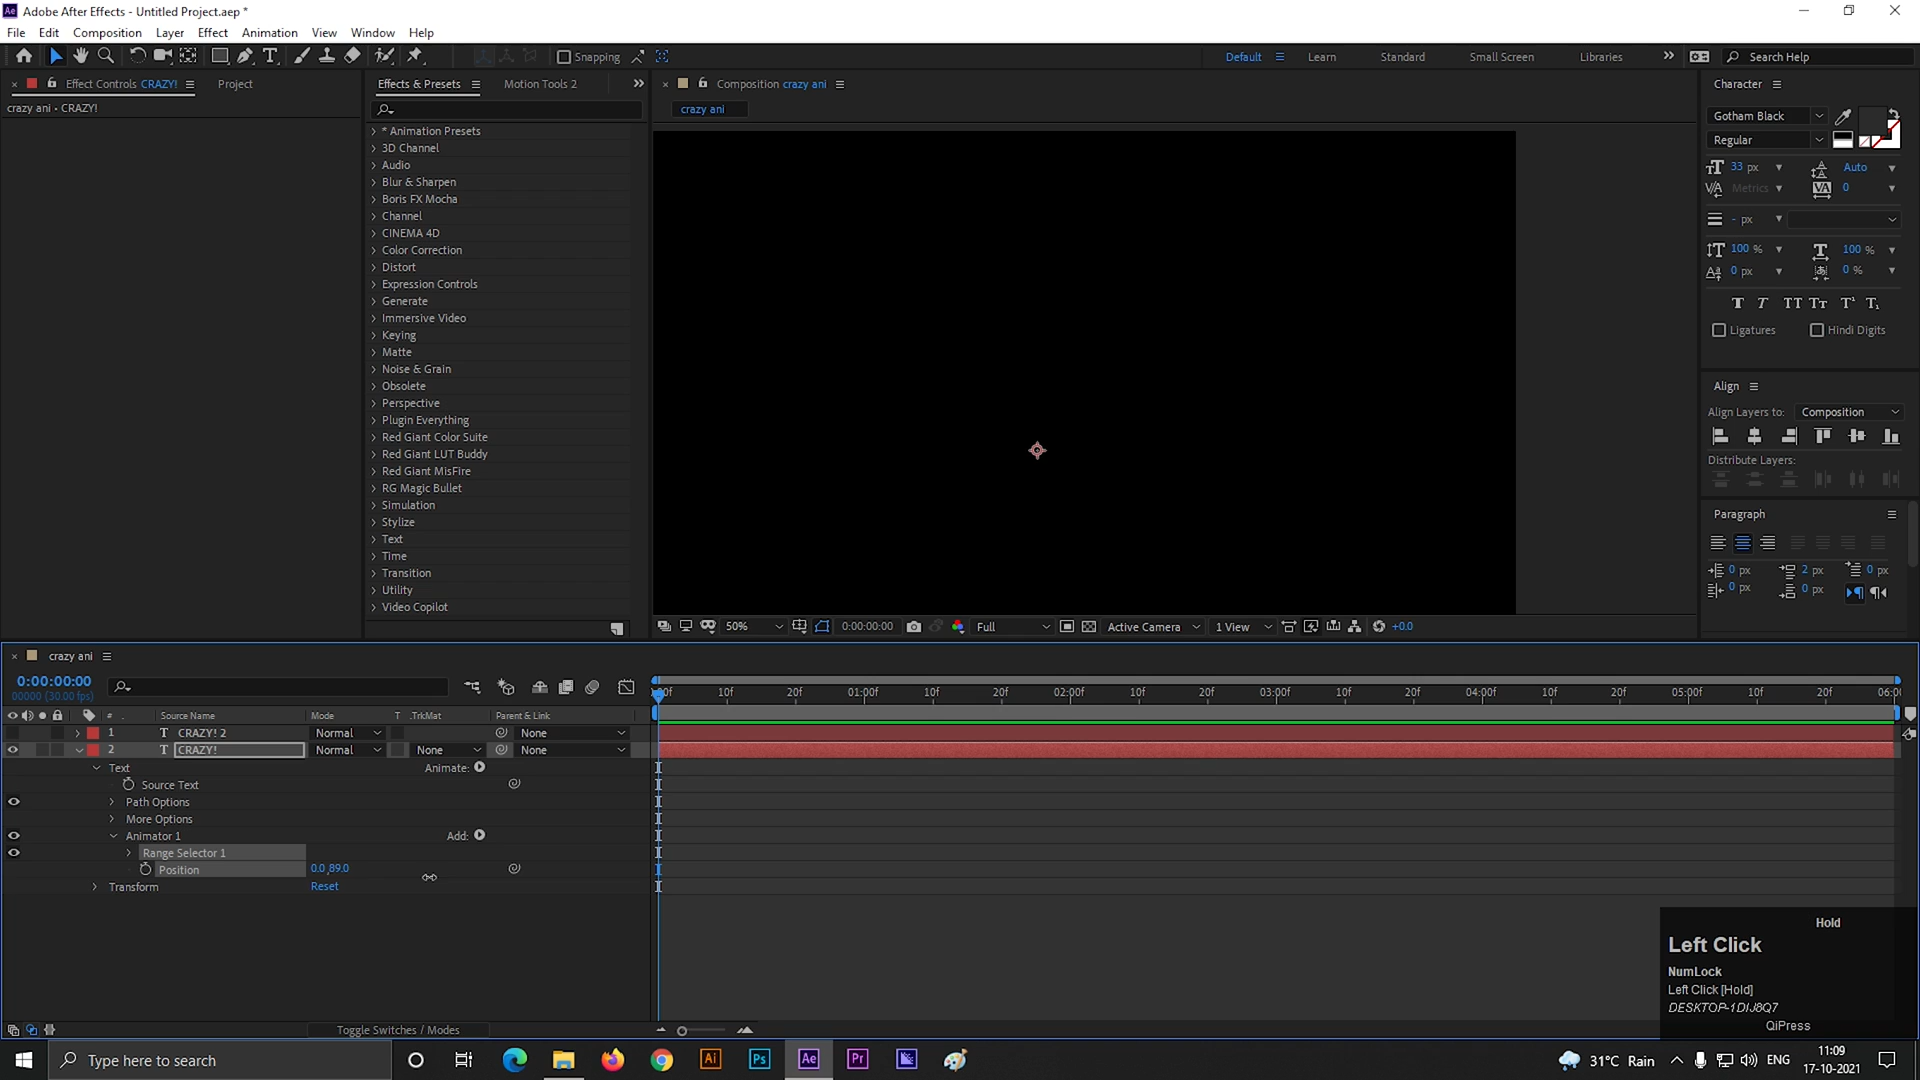 Adobe After Effects - Untitled Project.aep *
File Edit Composition Layer Effect Animation View Window Help
Snapping Default Learn Standard Small Screen Libraries Search Help
Effect Controls CRAZY! Project
crazy ani • CRAZY!
Effects & Presets Motion Tools 2
* Animation Presets
3D Channel
Audio
Blur & Sharpen
Boris FX Mocha
Channel
CINEMA 4D
Color Correction
Distort
Expression Controls
Generate
Immersive Video
Keying
Matte
Noise & Grain
Obsolete
Perspective
Plugin Everything
Red Giant Color Suite
Red Giant LUT Buddy
Red Giant MisFire
RG Magic Bullet
Simulation
Stylize
Text
Time
Transition
Utility
Video Copilot
Composition crazy ani
crazy ani
50% 0:00:00:00 Full Active Camera 1 View +0.0
Character
Gotham Black
Regular
33 px Auto
Metrics 0
- px
100 % 100 %
0 px 0 %
Ligatures Hindi Digits
Align
Align Layers to: Composition
Distribute Layers:
Paragraph
0 px 2 px 0 px
0 px 0 px
crazy ani
0:00:00:00
00000 (30.00 fps)
# Source Name Mode T .TrkMat Parent & Link
1 T CRAZY! 2 Normal None
2 T CRAZY! Normal None None
Text Animate:
Source Text
Path Options
More Options
Animator 1 Add:
Range Selector 1
Position 0.0,89.0
Transform Reset
10f 20f 01:00f 10f 20f 02:00f 10f 20f 03:00f 10f 20f 04:00f 10f 20f 05:00f 10f 20f
Toggle Switches / Modes
Hold
Left Click
NumLock
Left Click [Hold]
DESKTOP-1DIJ8Q7
QiPress
Type here to search
Ai Ps Ae Pr
31°C Rain ENG
11:09
17-10-2021